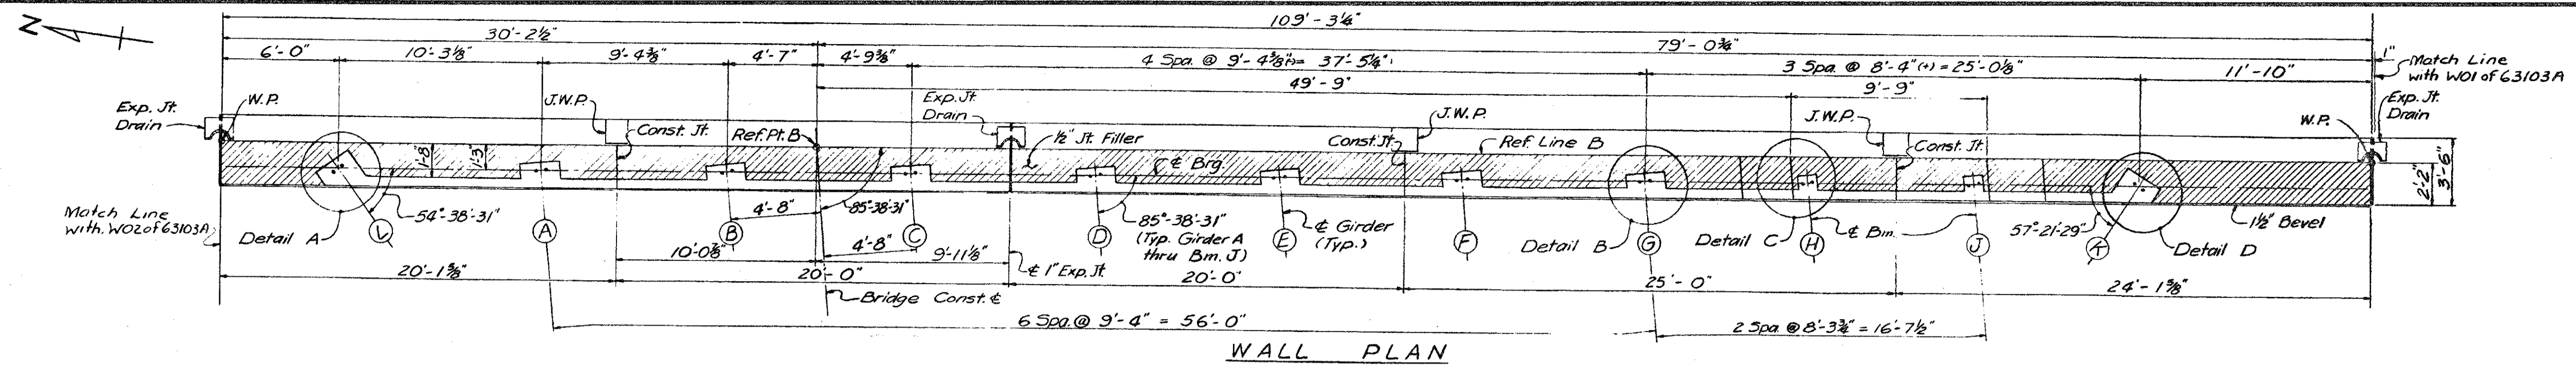 109'-3¼"
30'-2½"
79'-0¾"
6'-0"
10'-3⅛"
9'-4⅜"
4'-7"
4'-9⅜"
4 Spa. @ 9'-4⅜"(-)= 37'-5¼"
3 Spa. @ 8'-4"(+) = 25'-0⅛"
11'-10"
1"
Match Line
with W01 of 63103A
49'-9"
9'-9"
N
Exp. Jt.
Drain
W.P.
J.W.P.
Const. Jt.
Ref. Pt. B
Exp. Jt.
Drain
½" Jt. Filler
℄ Brg.
Const. Jt.
J.W.P.
Ref. Line B
J.W.P.
Const. Jt.
W.P.
Exp. Jt.
Drain
1'-8
1'-3
2'-2"
3'-6"
Match Line
with W02 of 63103A
Detail A
54°-38'-31"
L
A
B
4'-8"
85°-38'-31"
C
4'-8"
D
85°-38'-31"
(Typ. Girder A
thru Bm. J)
E
℄ Girder
(Typ.)
F
Detail B
G
Detail C
H
℄ Bm.
J
57°-21'-29"
K
Detail D
1½" Bevel
10'-0⅞"
9'-11⅛"
℄ 1" Exp. Jt.
20'-1⅝"
20'-0"
20'-0"
25'-0"
24'-1⅝"
Bridge Const. ℄
6 Spa. @ 9'-4" = 56'-0"
2 Spa. @ 8'-3¾" = 16'-7½"
WALL PLAN